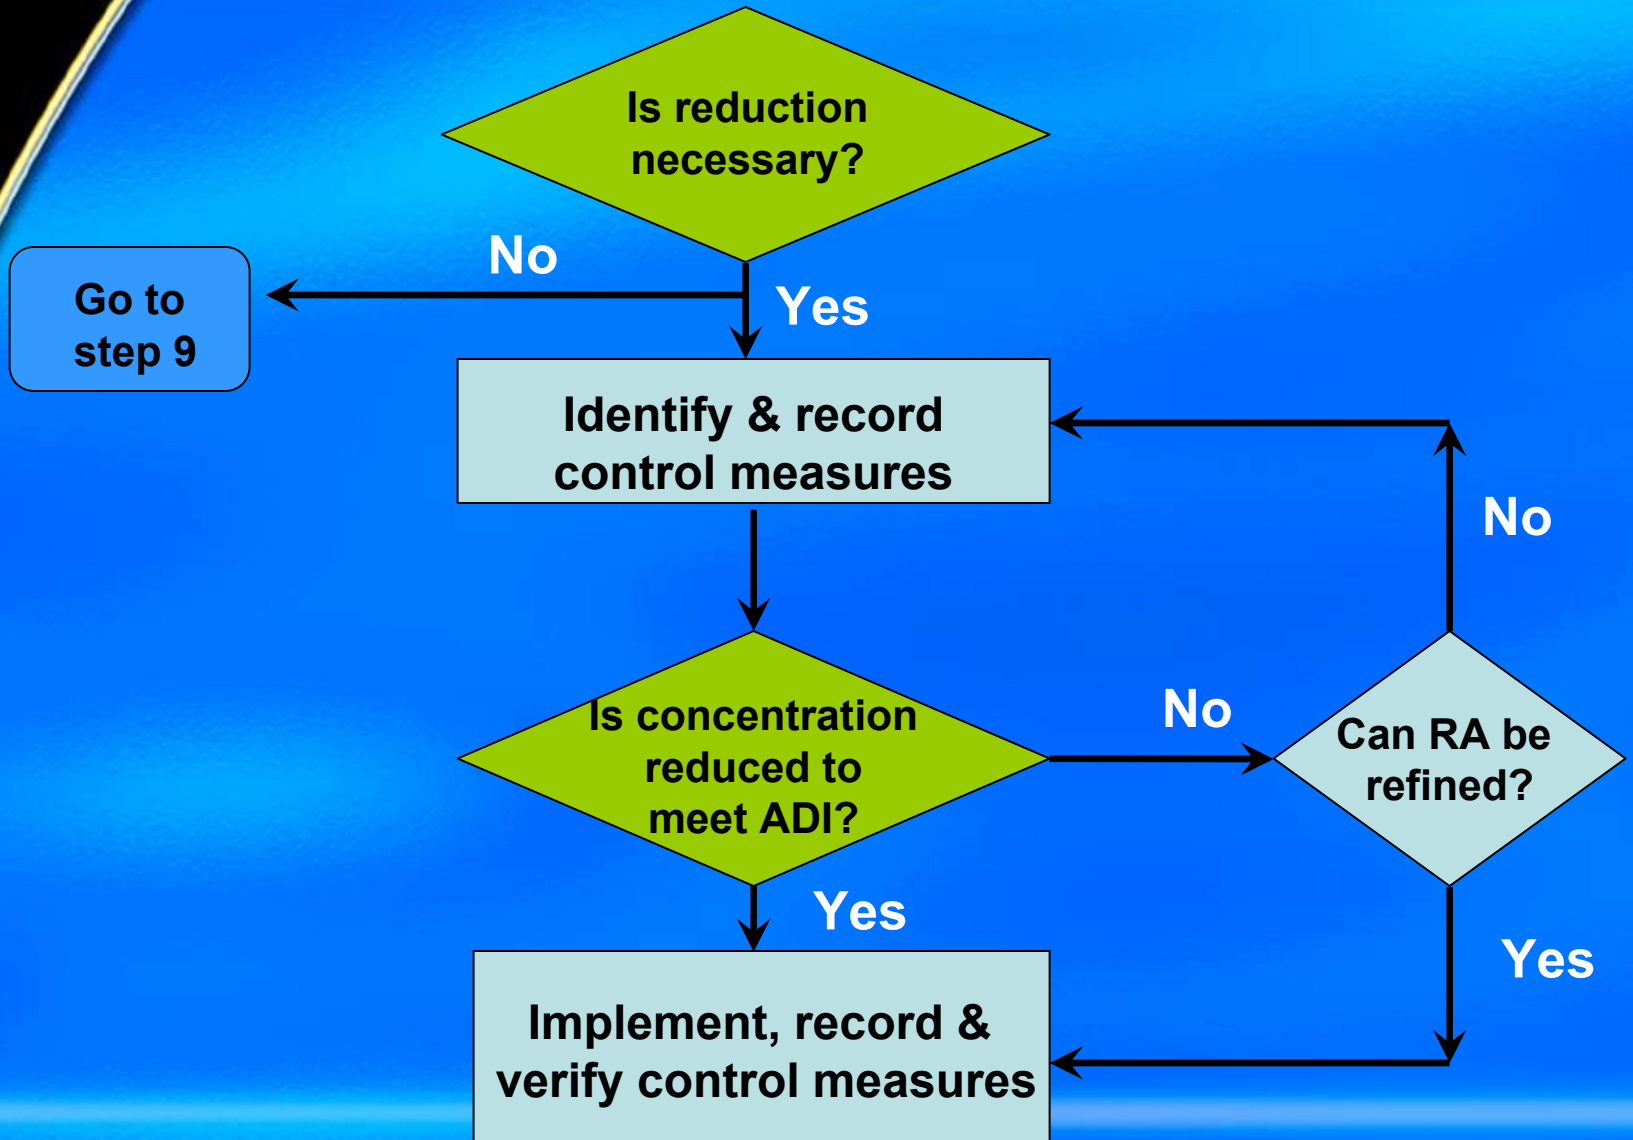 Is reduction
necessary?
No
Yes
Go to
step 9
Identify & record
control measures
No
Is concentration
reduced to
meet ADI?
No
Can RA be
refined?
Yes
Yes
Implement, record &
verify control measures